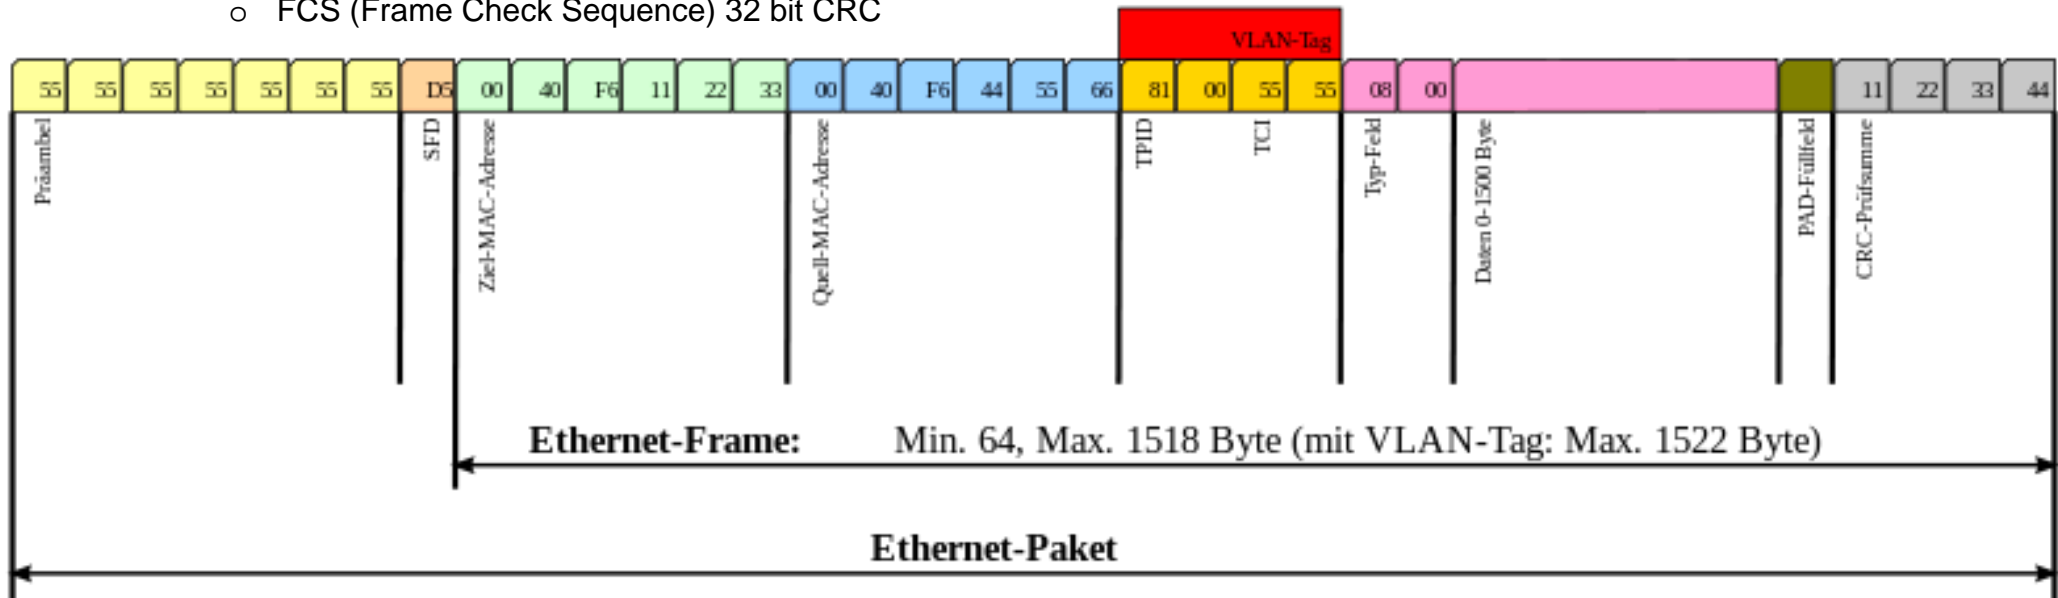 o FCS (Frame Check Sequence) 32 bit CRC
VLAN-Tag
55 55 55 55 55 55 55 D5 00 40 F6 11 22 33 00 40 F6 44 55 66 81 00 55 55 08 00 11 22 33 44
Präambel
SFD
Ziel-MAC-Adresse
Quell-MAC-Adresse
TPID
TCI
Typ-Feld
Daten 0-1500 Byte
PAD-Füllfeld
CRC-Prüfsumme
Ethernet-Frame: Min. 64, Max. 1518 Byte (mit VLAN-Tag: Max. 1522 Byte)
Ethernet-Paket